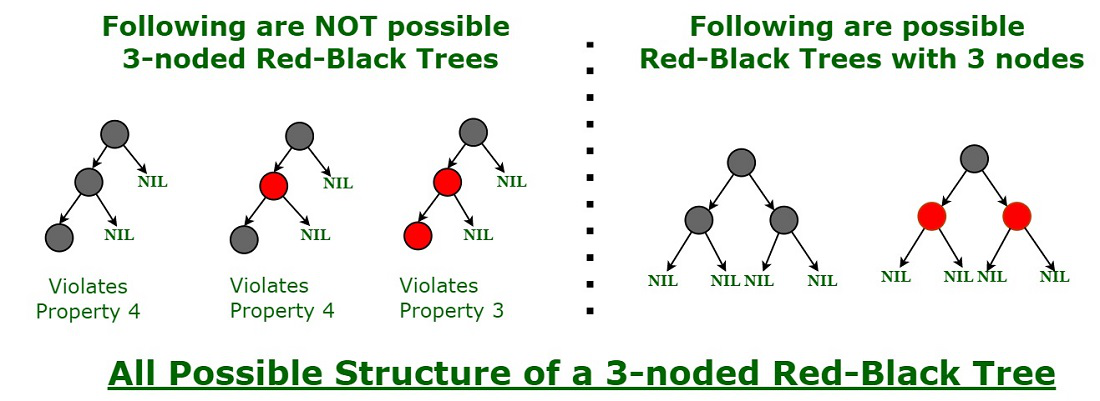 Following are NOT possible
3-noded Red-Black Trees
Following are possible
Red-Black Trees with 3 nodes
NIL
NIL
Violates
Property 4
NIL
NIL
Violates
Property 4
NIL
NIL
Violates
Property 3
NIL
NIL
NIL
NIL
NIL
NIL
NIL
NIL
All Possible Structure of a 3-noded Red-Black Tree